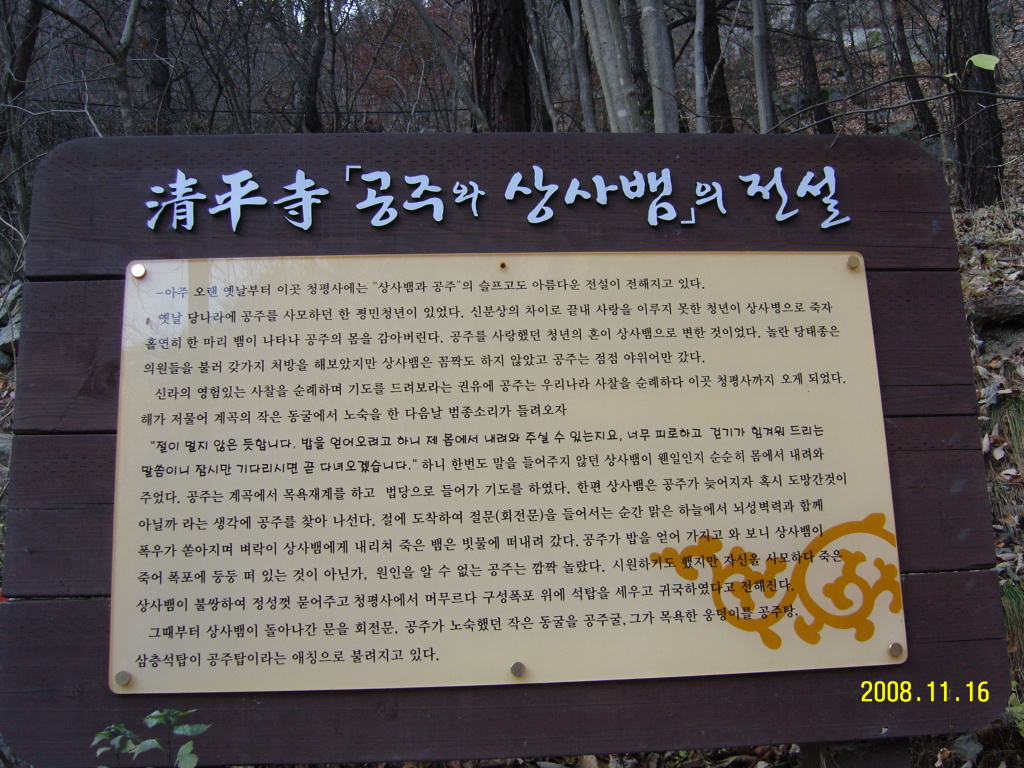 清平寺「공주와 상사뱀」의 전설
-아주 오랜 옛날부터 이곳 청평사에는 "상사뱀과 공주"의 슬프고도 아름다운 전설이 전해지고 있다.
옛날 당나라에 공주를 사모하던 한 평민청년이 있었다. 신분상의 차이로 끝내 사랑을 이루지 못한 청년이 상사병으로 죽자
홀연히 한 마리 뱀이 나타나 공주의 몸을 감아버린다. 공주를 사랑했던 청년의 혼이 상사뱀으로 변한 것이었다. 놀란 당태종은
의원들을 불러 갖가지 처방을 해보았지만 상사뱀은 꼼짝도 하지 않았고 공주는 점점 야위어만 갔다.
신라의 영험있는 사찰을 순례하며 기도를 드려보라는 권유에 공주는 우리나라 사찰을 순례하다 이곳 청평사까지 오게 되었다.
해가 저물어 계곡의 작은 동굴에서 노숙을 한 다음날 범종소리가 들려오자
"절이 멀지 않은 듯합니다. 밥을 얻어오려고 하니 제 몸에서 내려와 주실 수 있는지요, 너무 피로하고 걷기가 힘겨워 드리는
말씀이니 잠시만 기다리시면 곧 다녀오겠습니다." 하니 한번도 말을 들어주지 않던 상사뱀이 웬일인지 순순히 몸에서 내려와
주었다. 공주는 계곡에서 목욕재계를 하고 법당으로 들어가 기도를 하였다. 한편 상사뱀은 공주가 늦어지자 혹시 도망간것이
아닐까 라는 생각에 공주를 찾아 나선다. 절에 도착하여 절문(회전문)을 들어서는 순간 맑은 하늘에서 뇌성벽력과 함께
폭우가 쏟아지며 벼락이 상사뱀에게 내리쳐 죽은 뱀은 빗물에 떠내려 갔다. 공주가 밥을 얻어 가지고 와 보니 상사뱀이
죽어 폭포에 둥둥 떠 있는 것이 아닌가, 원인을 알 수 없는 공주는 깜짝 놀랐다. 시원하기도 했지만 자신을 사모하다 죽은
상사뱀이 불쌍하여 정성껏 묻어주고 청평사에서 머무르다 구성폭포 위에 석탑을 세우고 귀국하였다고 전해진다.
그때부터 상사뱀이 돌아나간 문을 회전문, 공주가 노숙했던 작은 동굴을 공주굴, 그가 목욕한 웅덩이를 공주탕,
삼층석탑이 공주탑이라는 애칭으로 불려지고 있다.
2008.11.16